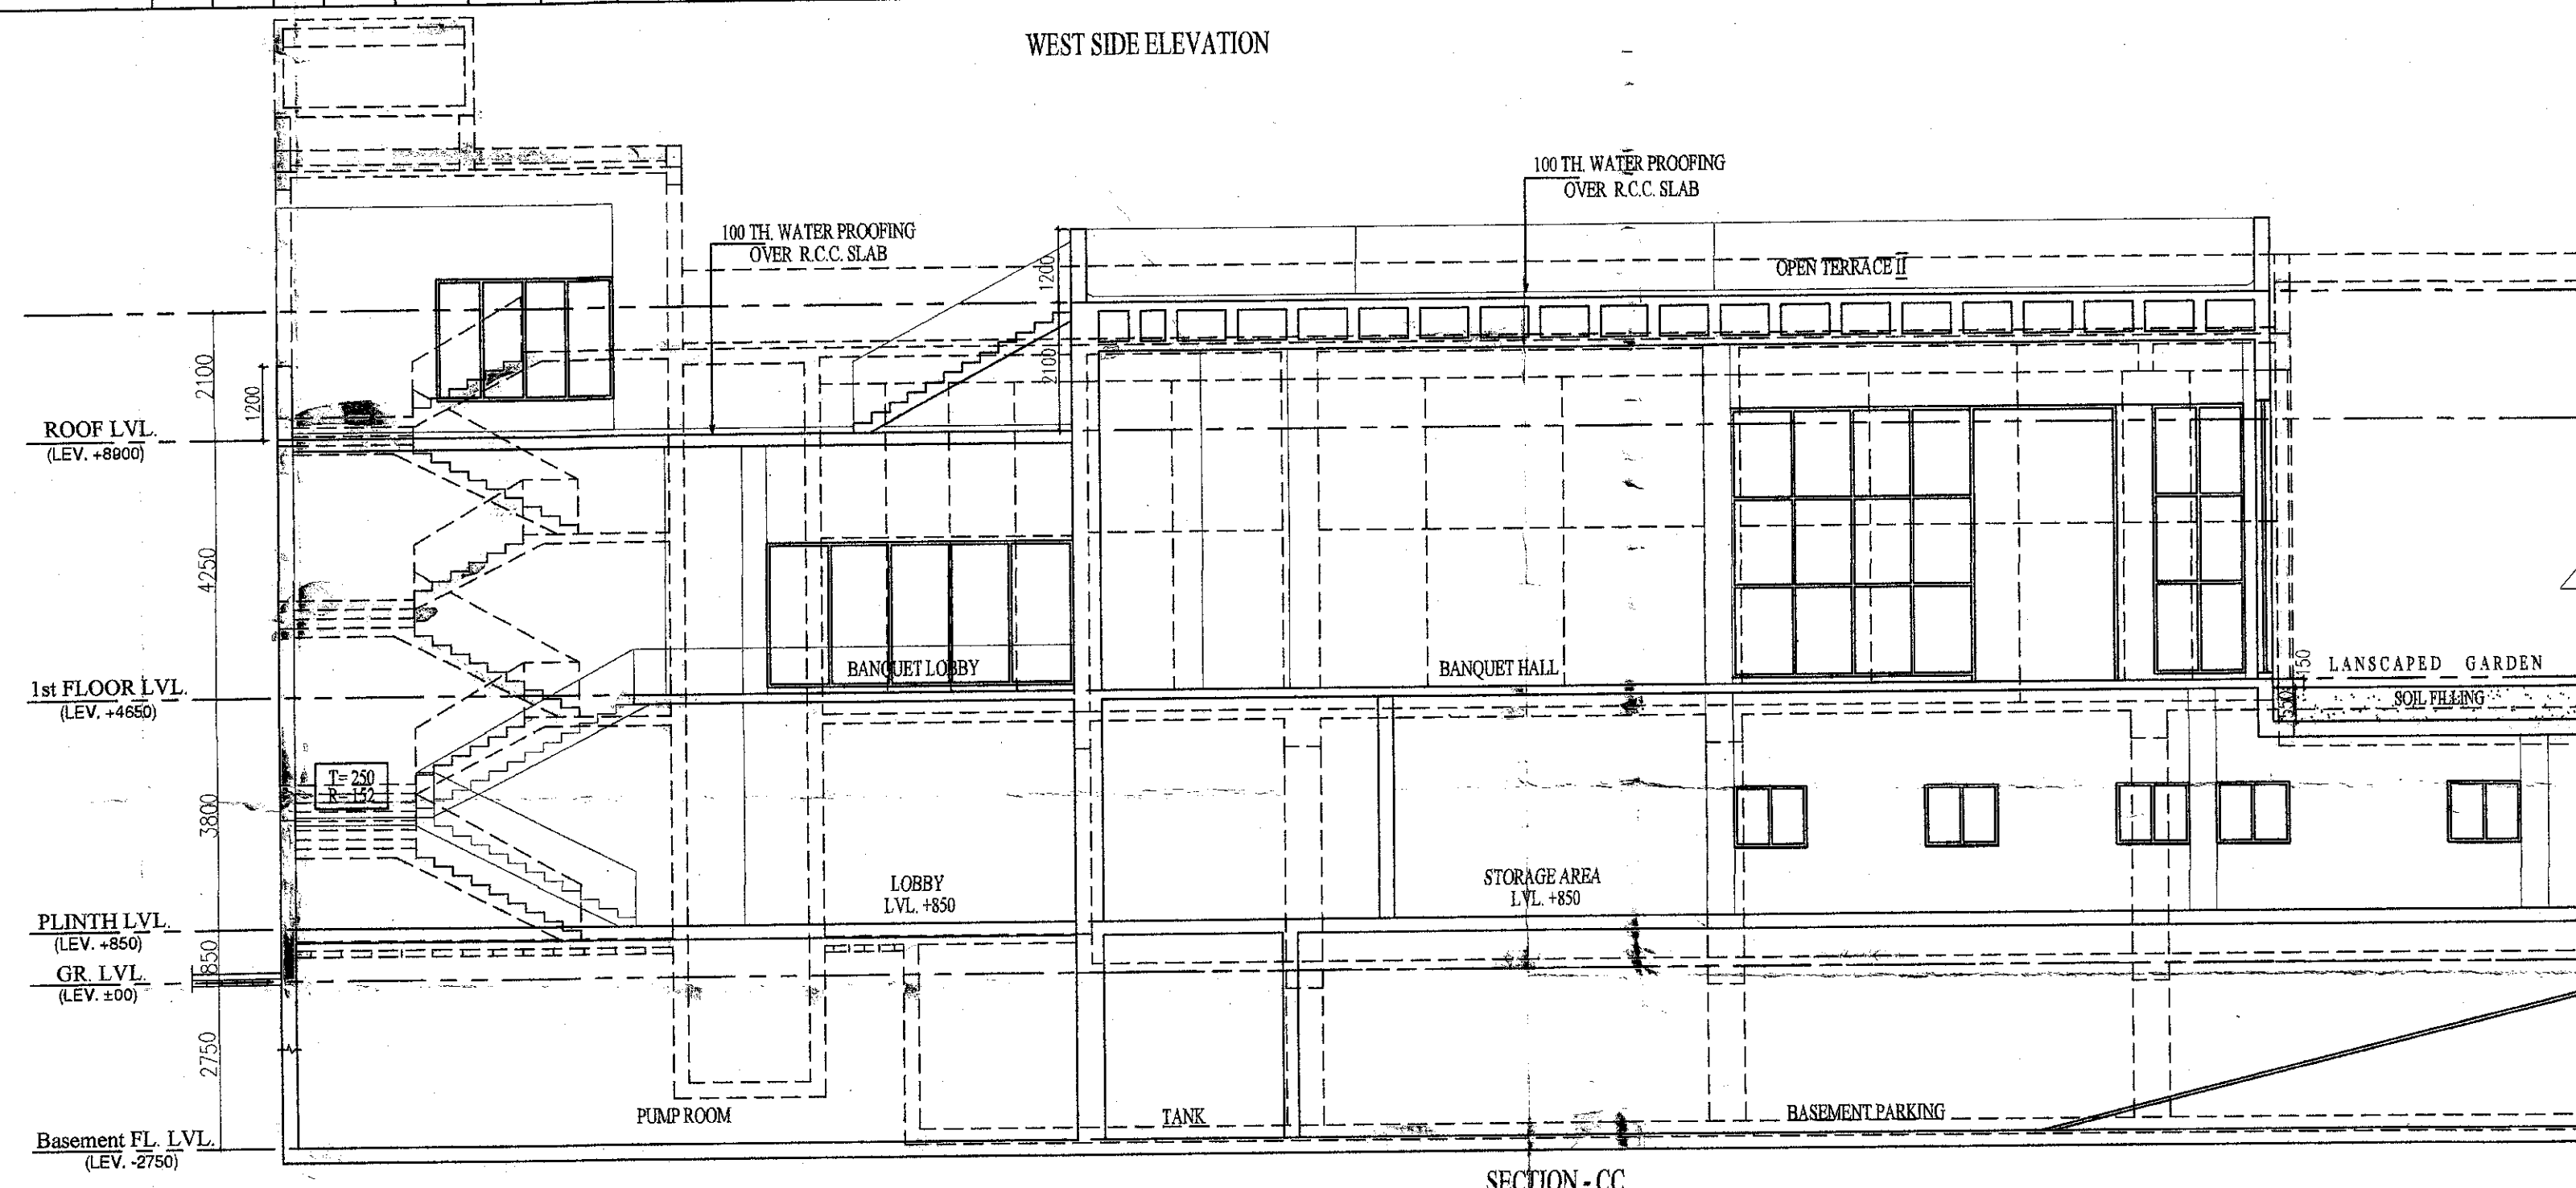 WEST SIDE ELEVATION
100 TH. WATER PROOFING
OVER R.C.C. SLAB
100 TH. WATER PROOFING
OVER R.C.C. SLAB
OPEN TERRACE II
1200
2100
2100
1200
ROOF LVL.
(LEV. +8900)
4250
BANQUET LOBBY
BANQUET HALL
150
LANSCAPED GARDEN
SOIL FILLING
1st FLOOR LVL.
(LEV. +4650)
T= 250
R=152
3800
LOBBY
LVL. +850
STORAGE AREA
LVL. +850
PLINTH LVL.
(LEV. +850)
850
GR. LVL.
(LEV. ±00)
2750
PUMP ROOM
TANK
BASEMENT PARKING
Basement FL. LVL.
(LEV. -2750)
SECTION - CC